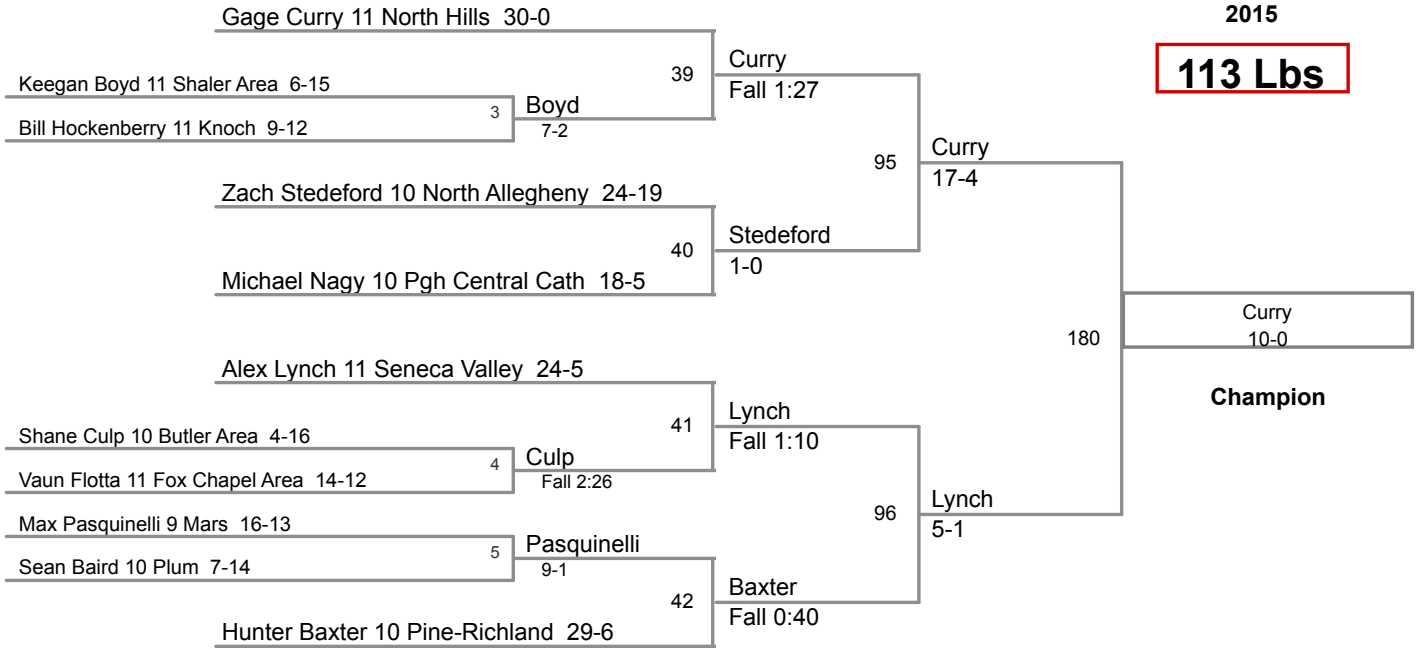 Gage Curry 11 North Hills 30-0
2015
113 Lbs
39
Curry
Fall 1:27
Keegan Boyd 11 Shaler Area 6-15
3
Boyd
7-2
Bill Hockenberry 11 Knoch 9-12
95
Curry
17-4
Zach Stedeford 10 North Allegheny 24-19
40
Stedeford
1-0
Michael Nagy 10 Pgh Central Cath 18-5
180
Curry
10-0
Champion
Alex Lynch 11 Seneca Valley 24-5
41
Lynch
Fall 1:10
Shane Culp 10 Butler Area 4-16
4
Culp
Fall 2:26
Vaun Flotta 11 Fox Chapel Area 14-12
96
Lynch
5-1
Max Pasquinelli 9 Mars 16-13
5
Pasquinelli
9-1
Sean Baird 10 Plum 7-14
42
Baxter
Fall 0:40
Hunter Baxter 10 Pine-Richland 29-6